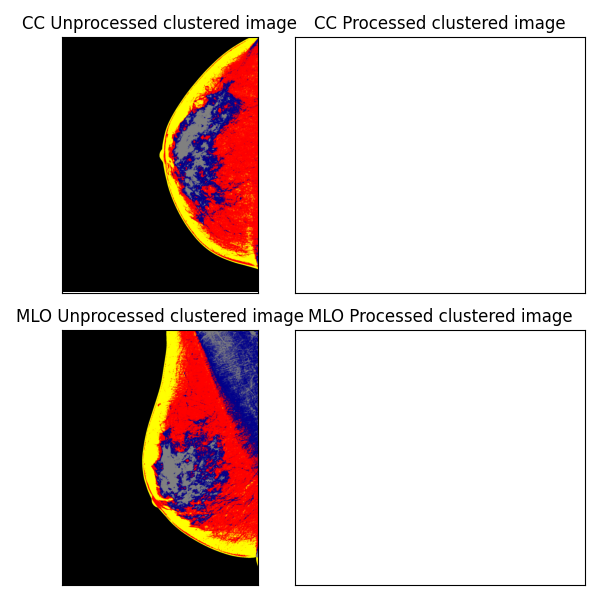 CC Unprocessed clustered image
CC Processed clustered image
MLO Unprocessed clustered image
MLO Processed clustered image